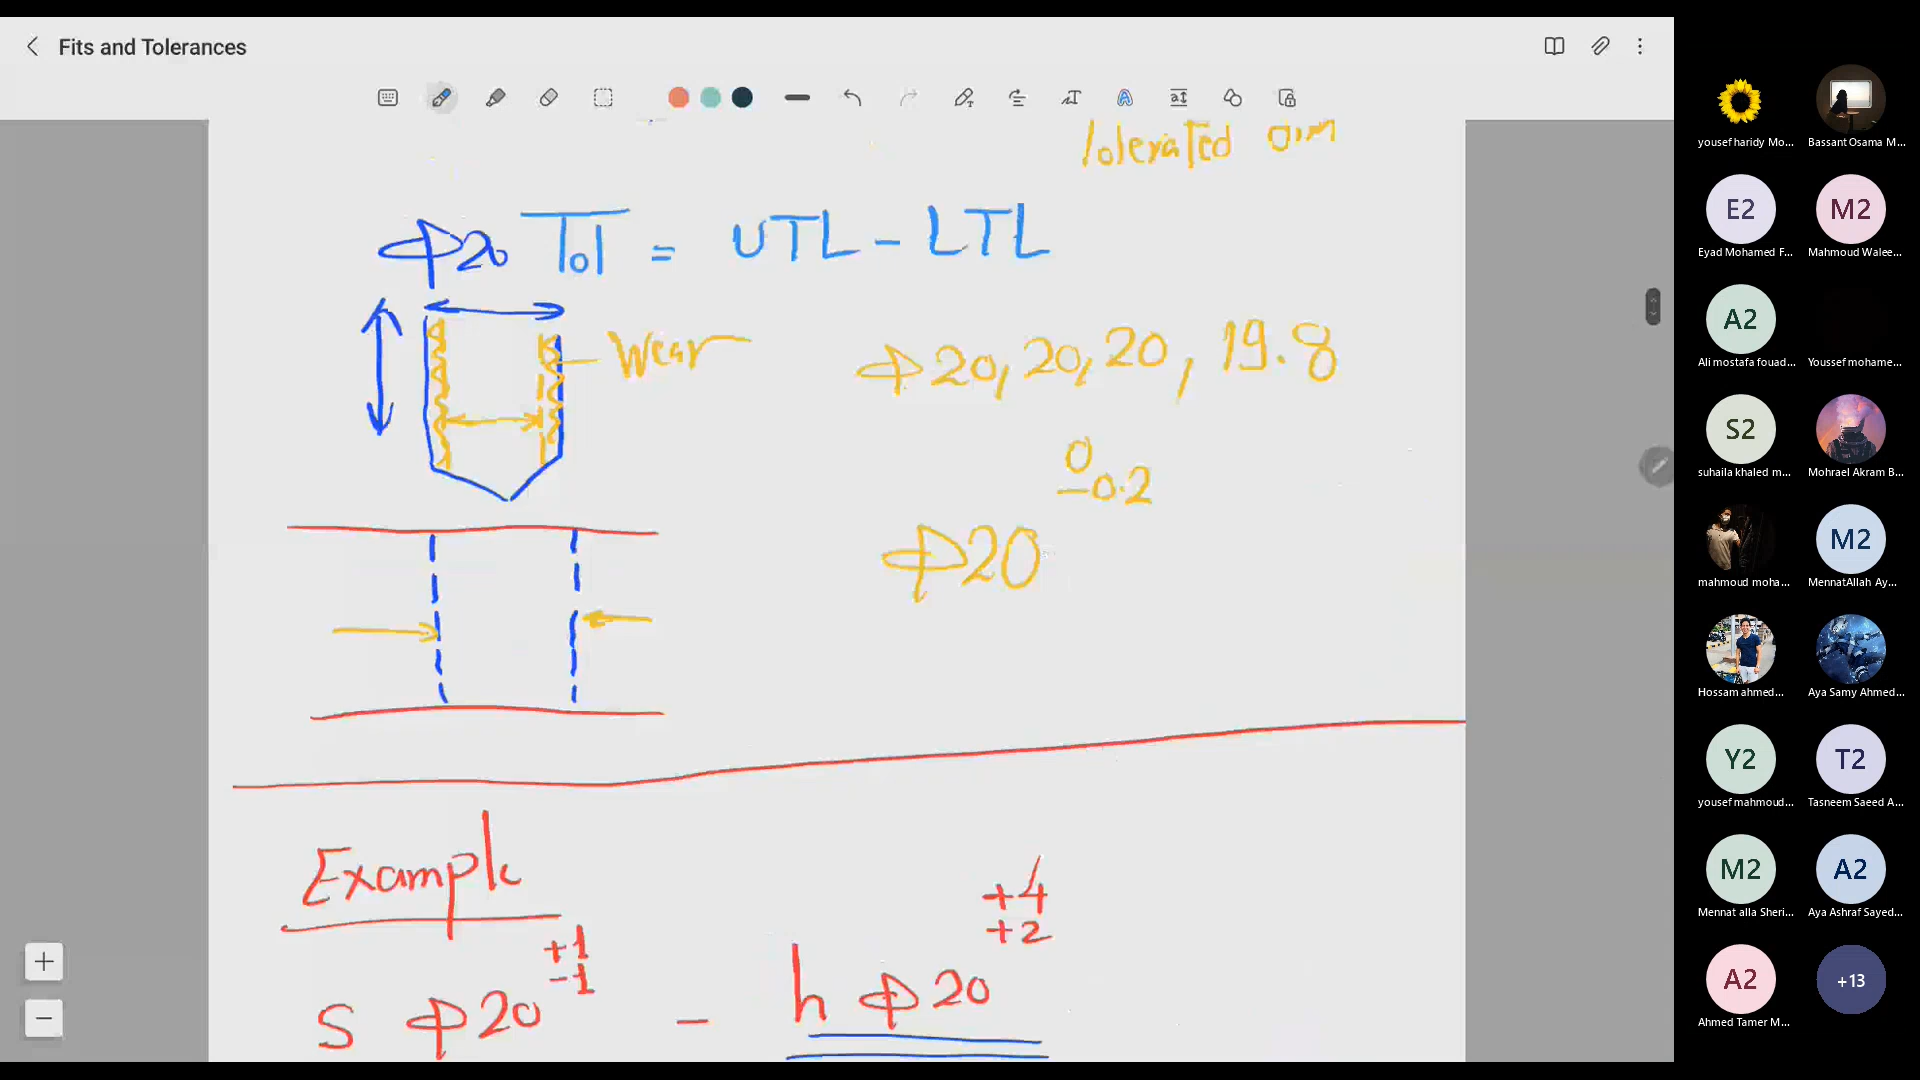 Fits and Tolerances
Tolerated Dim
Φ20 Tol = UTL - LTL
Wear
Φ20, 20, 20, 19.8
0
-0.2
Φ20
Example
+1
-1
S Φ20
-
+4
+2
h Φ20
yousef haridy Mo...
Bassant Osama M...
E2
Eyad Mohamed F...
M2
Mahmoud Walee...
A2
Ali mostafa fouad...
Youssef mohame...
S2
suhaila khaled m...
Mohrael Akram B...
mahmoud moha...
M2
MennatAllah Ay...
Hossam ahmed...
Aya Samy Ahmed...
Y2
yousef mahmoud...
T2
Tasneem Saeed A...
M2
Mennat alla Sheri...
A2
Aya Ashraf Sayed...
A2
Ahmed Tamer M...
+13